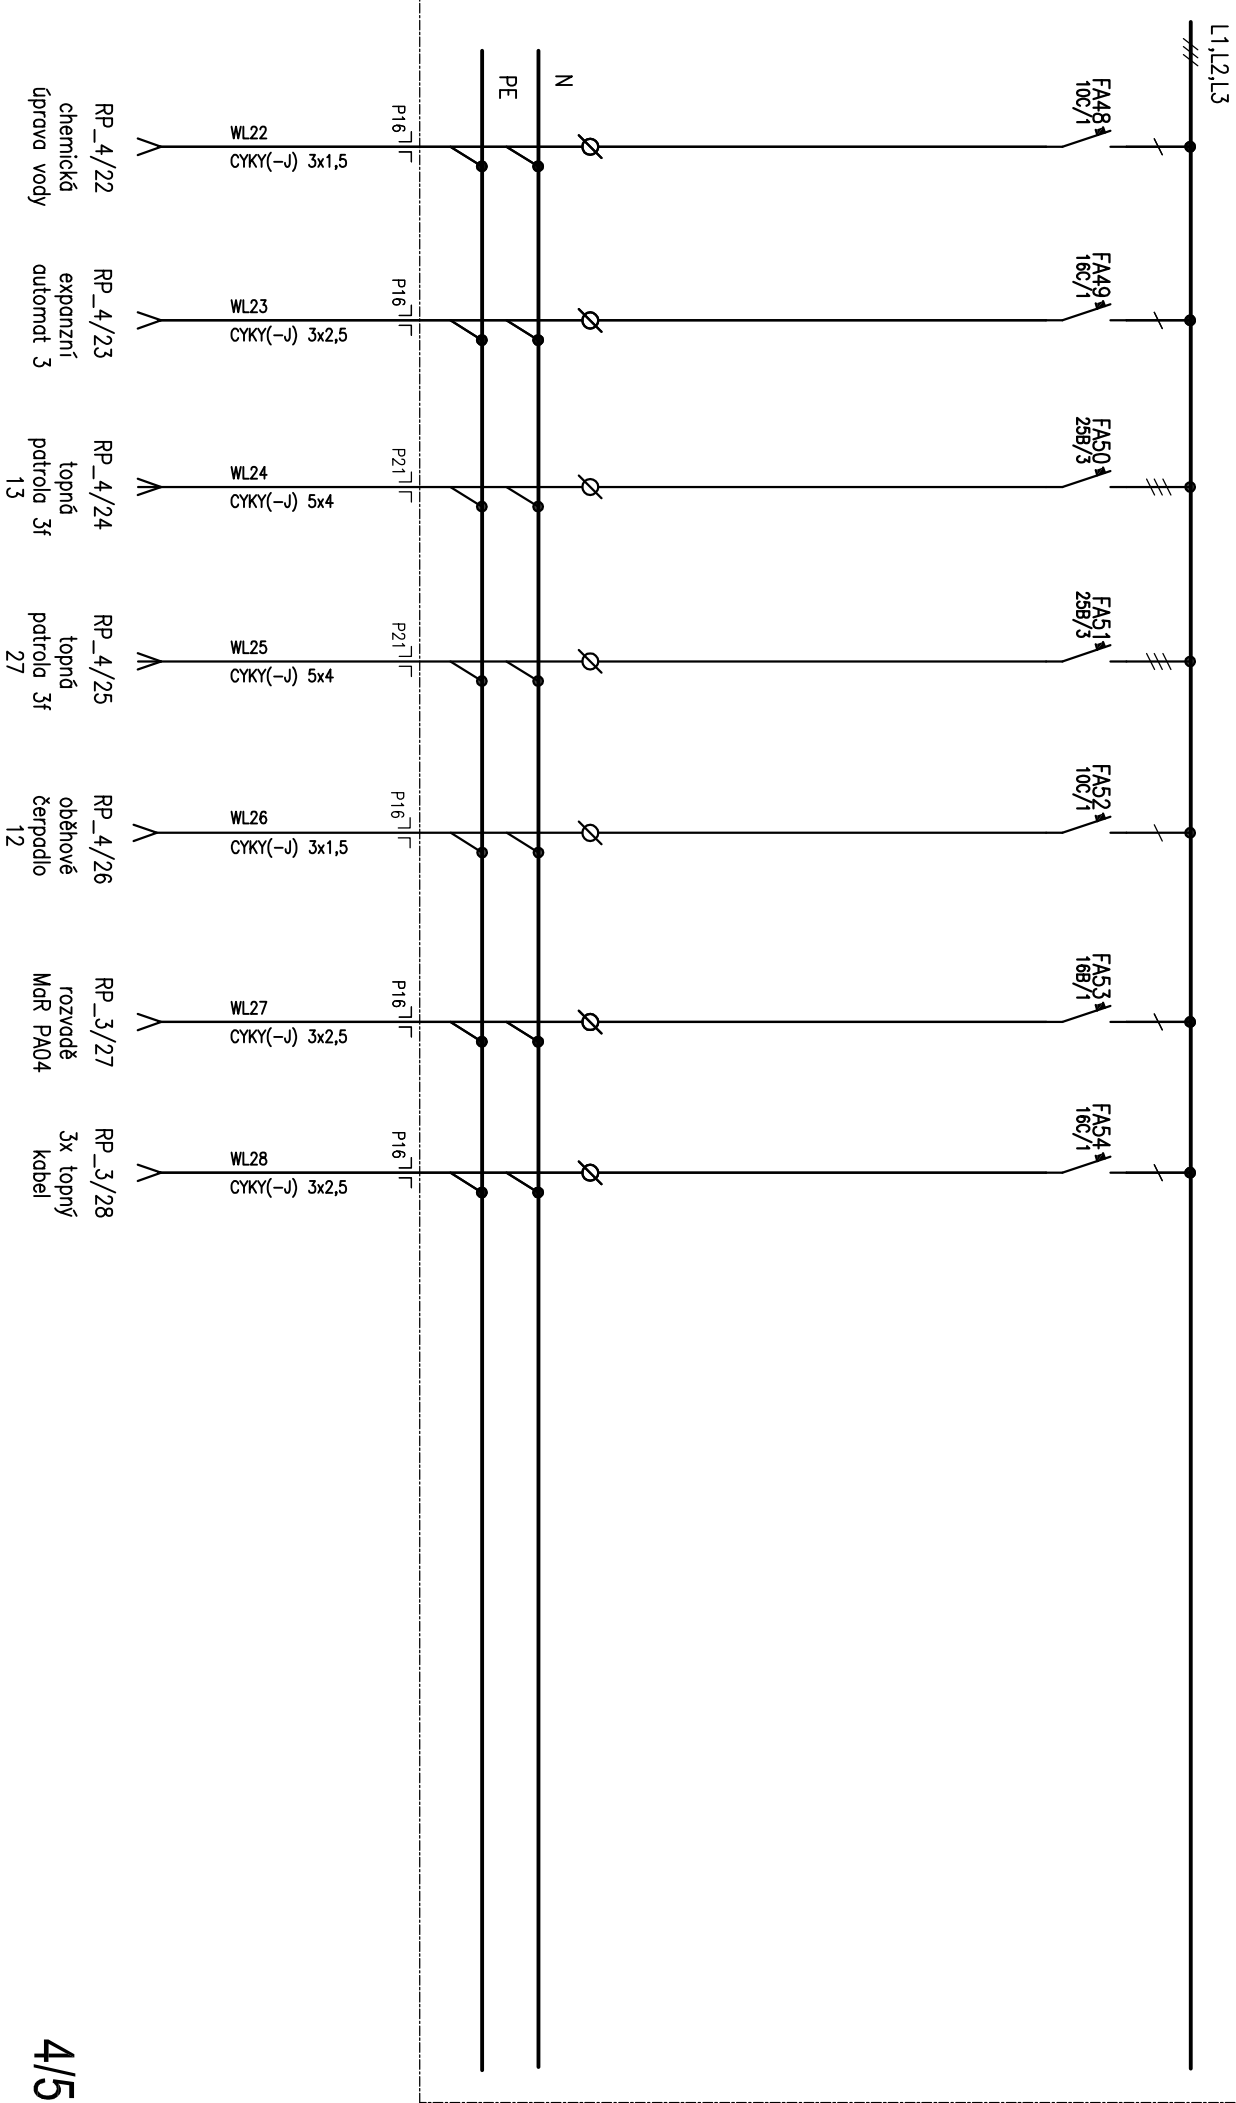 L1,L2,L3
FA48
10C/1
FA49
16C/1
FA50
25B/3
FA51
25B/3
FA52
10C/1
FA53
16B/1
FA54
16C/1
N
PE
P16
P16
P21
P21
P16
P16
P16
WL22
CYKY(-J) 3x1,5
WL23
CYKY(-J) 3x2,5
WL24
CYKY(-J) 5x4
WL25
CYKY(-J) 5x4
WL26
CYKY(-J) 3x1,5
WL27
CYKY(-J) 3x2,5
WL28
CYKY(-J) 3x2,5
RP_4/22
chemická
úprava vody
RP_4/23
expanzní
automat 3
RP_4/24
topná
patrola 3f
13
RP_4/25
topná
patrola 3f
27
RP_4/26
oběhové
čerpadlo
12
RP_3/27
rozvadě
MaR PA04
RP_3/28
3x topný
kabel
4/5